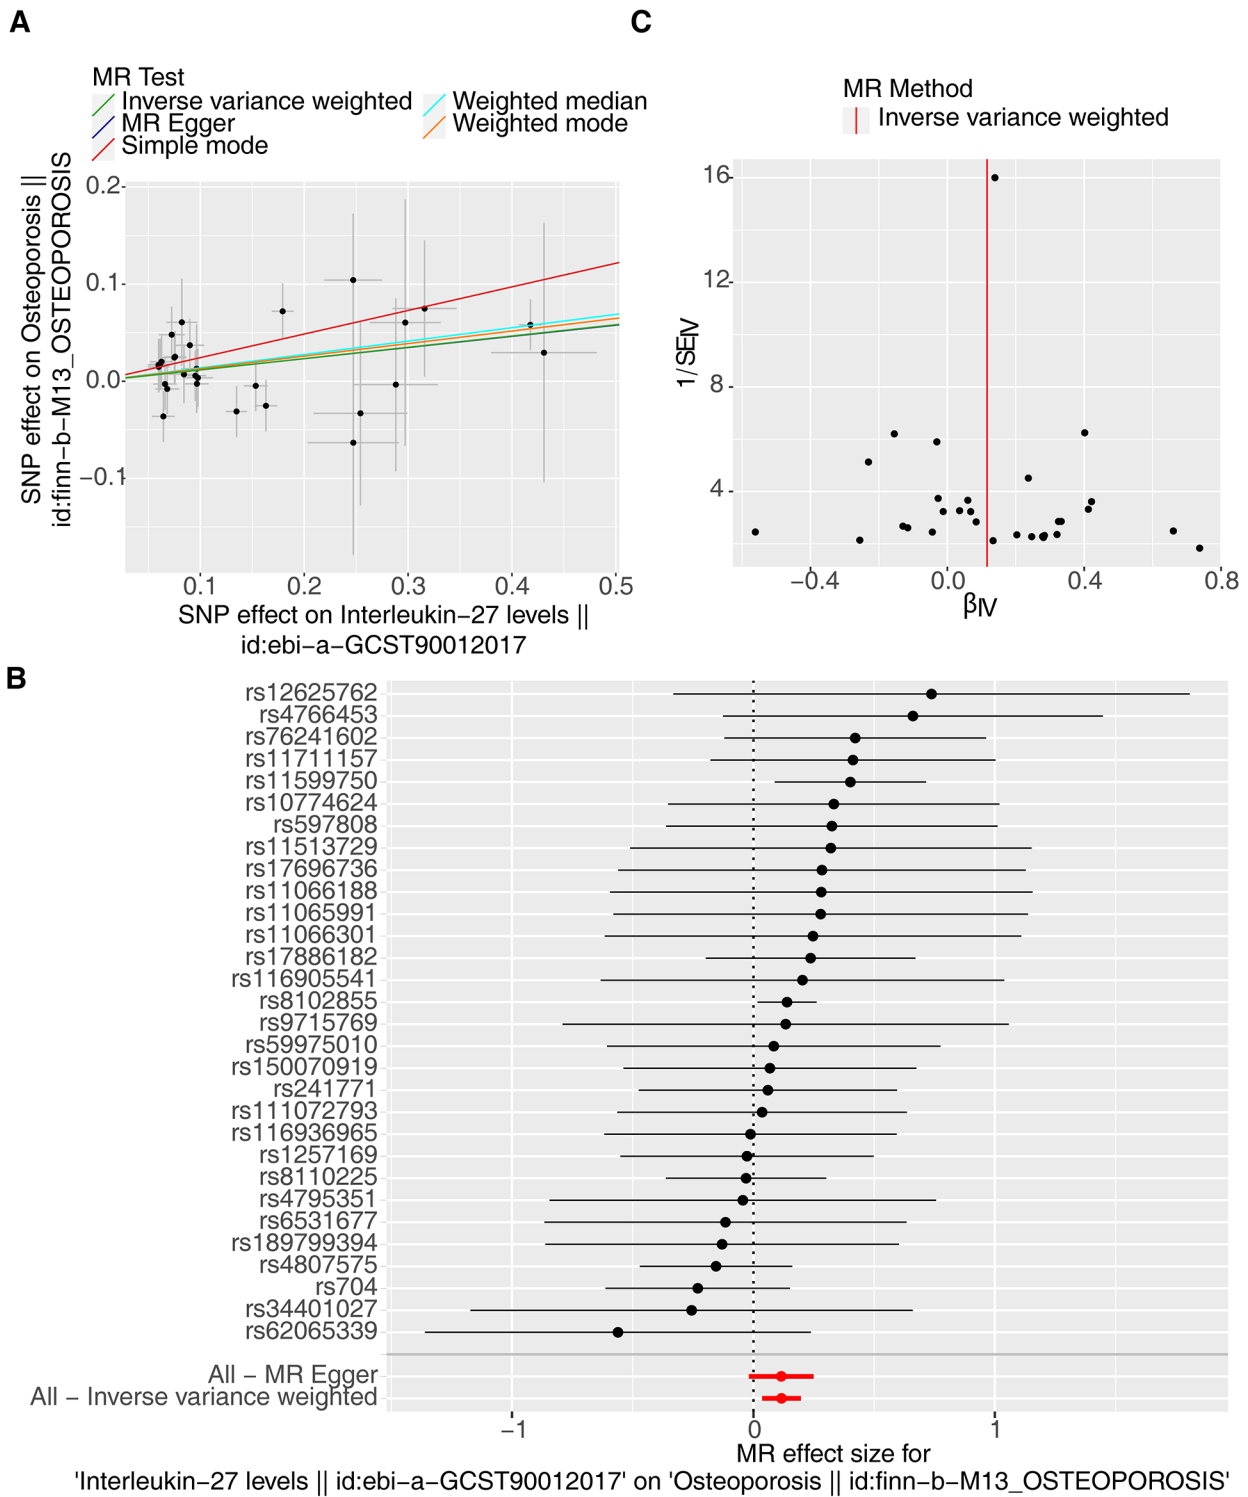 A
MR Test
Inverse variance weighted
MR Egger
Simple mode
Weighted median
Weighted mode
SNP effect on Osteoporosis ||
id:finn−b−M13_OSTEOPOROSIS
0.2
0.1
0.0
−0.1
0.1
0.2
0.3
0.4
0.5
SNP effect on Interleukin−27 levels ||
id:ebi−a−GCST90012017
C
MR Method
Inverse variance weighted
1/SEIV
16
12
8
4
−0.4
0.0
0.4
0.8
βIV
B
rs12625762
rs4766453
rs76241602
rs11711157
rs11599750
rs10774624
rs597808
rs11513729
rs17696736
rs11066188
rs11065991
rs11066301
rs17886182
rs116905541
rs8102855
rs9715769
rs59975010
rs150070919
rs241771
rs111072793
rs116936965
rs1257169
rs8110225
rs4795351
rs6531677
rs189799394
rs4807575
rs704
rs34401027
rs62065339
All − MR Egger
All − Inverse variance weighted
−1
0
1
MR effect size for
'Interleukin−27 levels || id:ebi−a−GCST90012017' on 'Osteoporosis || id:finn−b−M13_OSTEOPOROSIS'